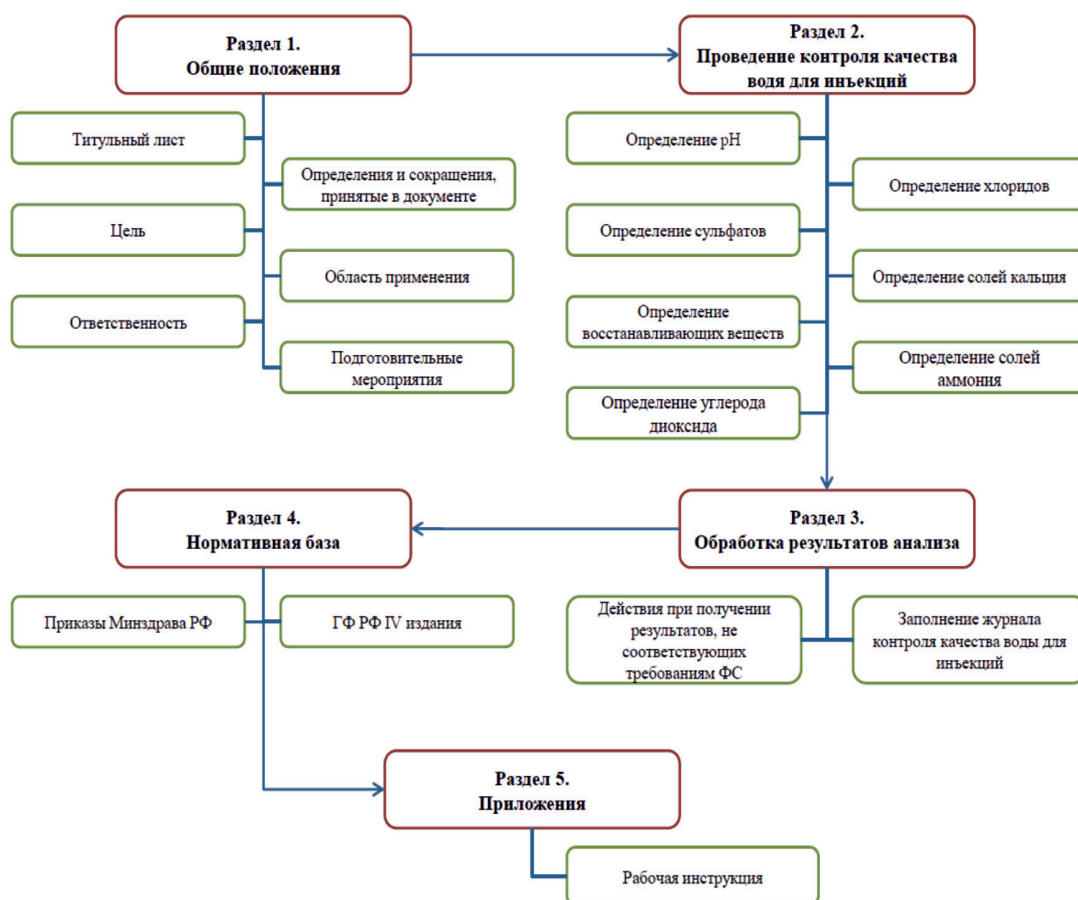 Раздел 1.
Общие положения
Титульный лист
Определения и сокращения,
принятые в документе
Цель
Область применения
Ответственность
Подготовительные
мероприятия
Раздел 2.
Проведение контроля качества
водя для инъекций
Определение pH
Определение хлоридов
Определение сульфатов
Определение солей кальция
Определение
восстанавливающих веществ
Определение солей
аммония
Определение углерода
диоксида
Раздел 3.
Обработка результатов анализа
Действия при получении
результатов, не
соответствующих
требованиям ФС
Заполнение журнала
контроля качества воды для
инъекций
Раздел 4.
Нормативная база
Приказы Минздрава РФ
ГФ РФ IV издания
Раздел 5.
Приложения
Рабочая инструкция